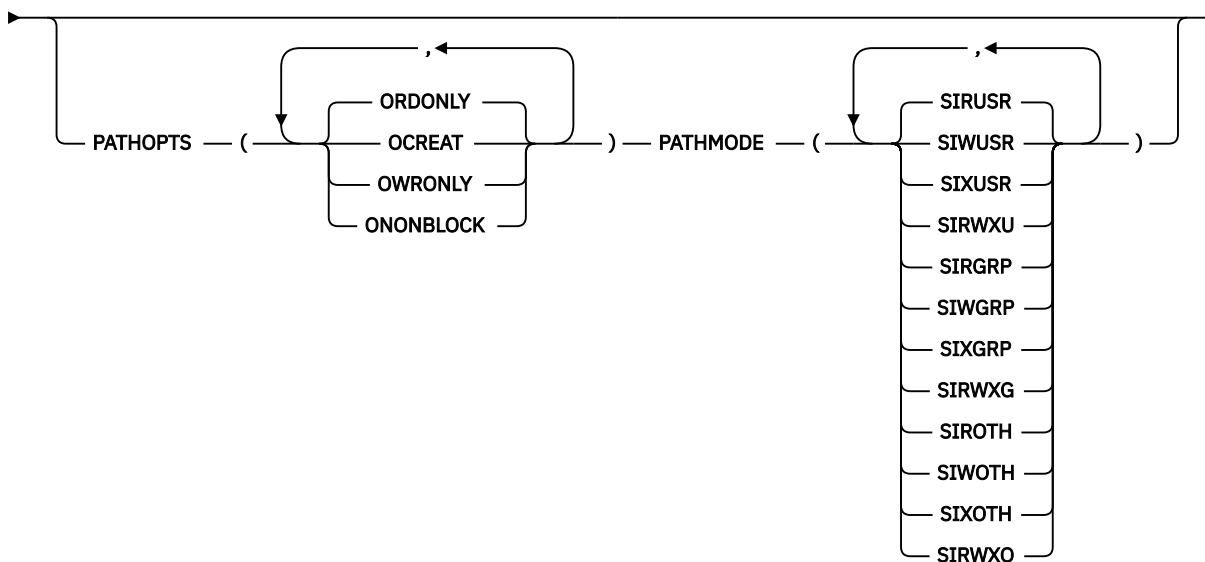 , ,
ORDONLY SIRUSR
PATHOPTS ( OCREAT ) PATHMODE ( SIWUSR )
OWRONLY SIXUSR
ONONBLOCK SIRWXU
SIRGRP
SIWGRP
SIXGRP
SIRWXG
SIROTH
SIWOTH
SIXOTH
SIRWXO